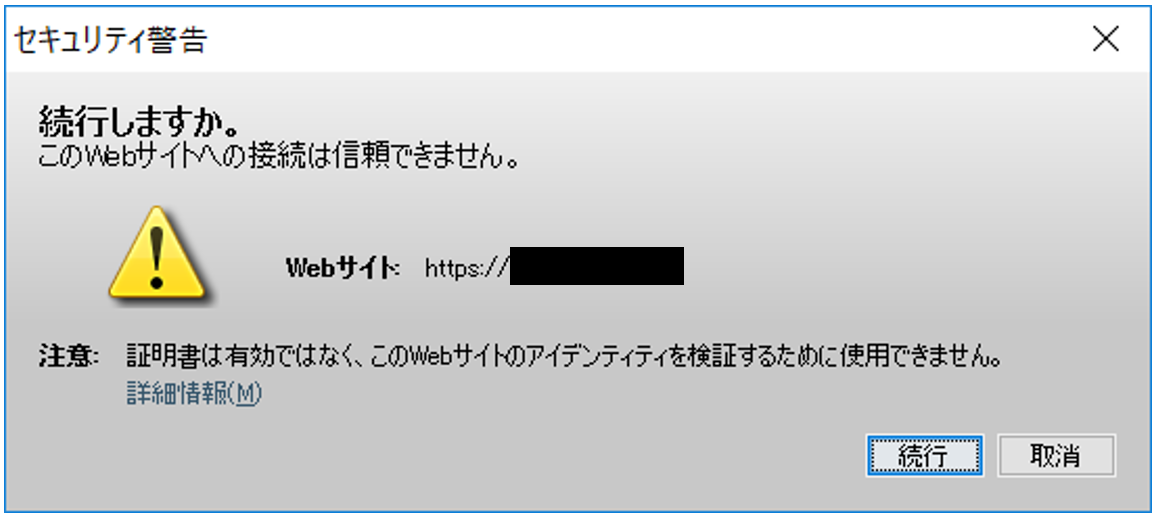 セキュリティ警告
続行しますか。
このWebサイトへの接続は信頼できません。
Webサイト: https://
注意: 証明書は有効ではなく、このWebサイトのアイデンティティを検証するために使用できません。
詳細情報(M)
続行 取消